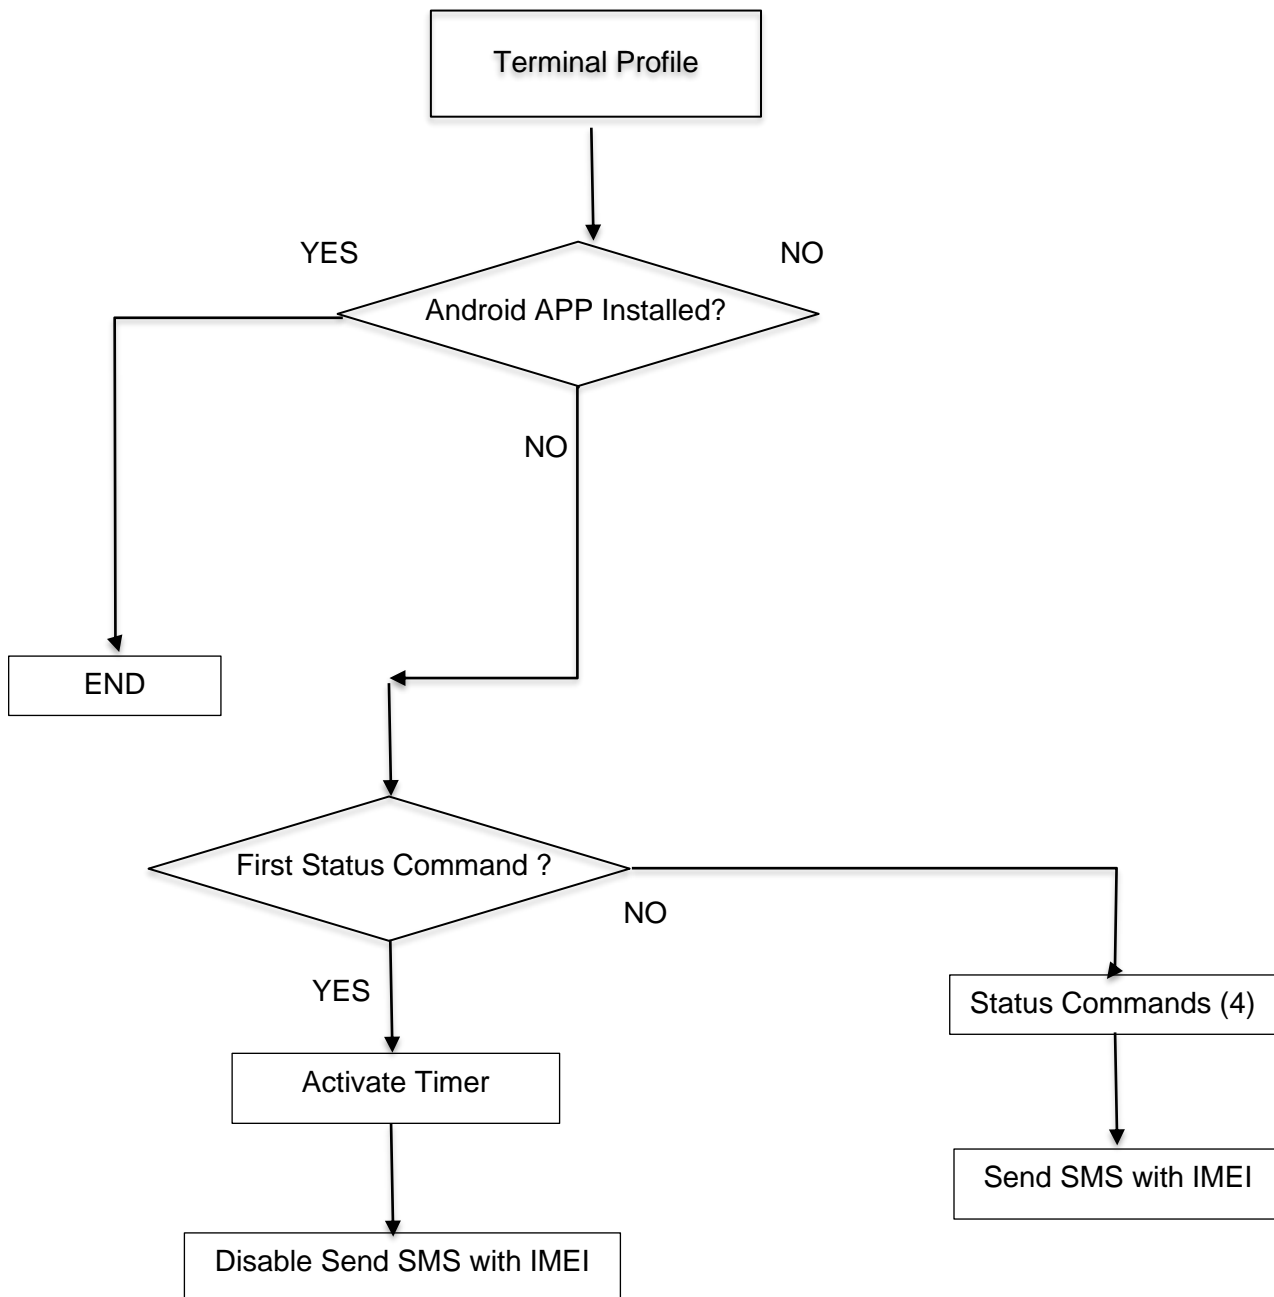 Terminal Profile
YES
NO
Android APP Installed?
NO
END
First Status Command ?
NO
YES
Status Commands (4)
Activate Timer
Send SMS with IMEI
Disable Send SMS with IMEI